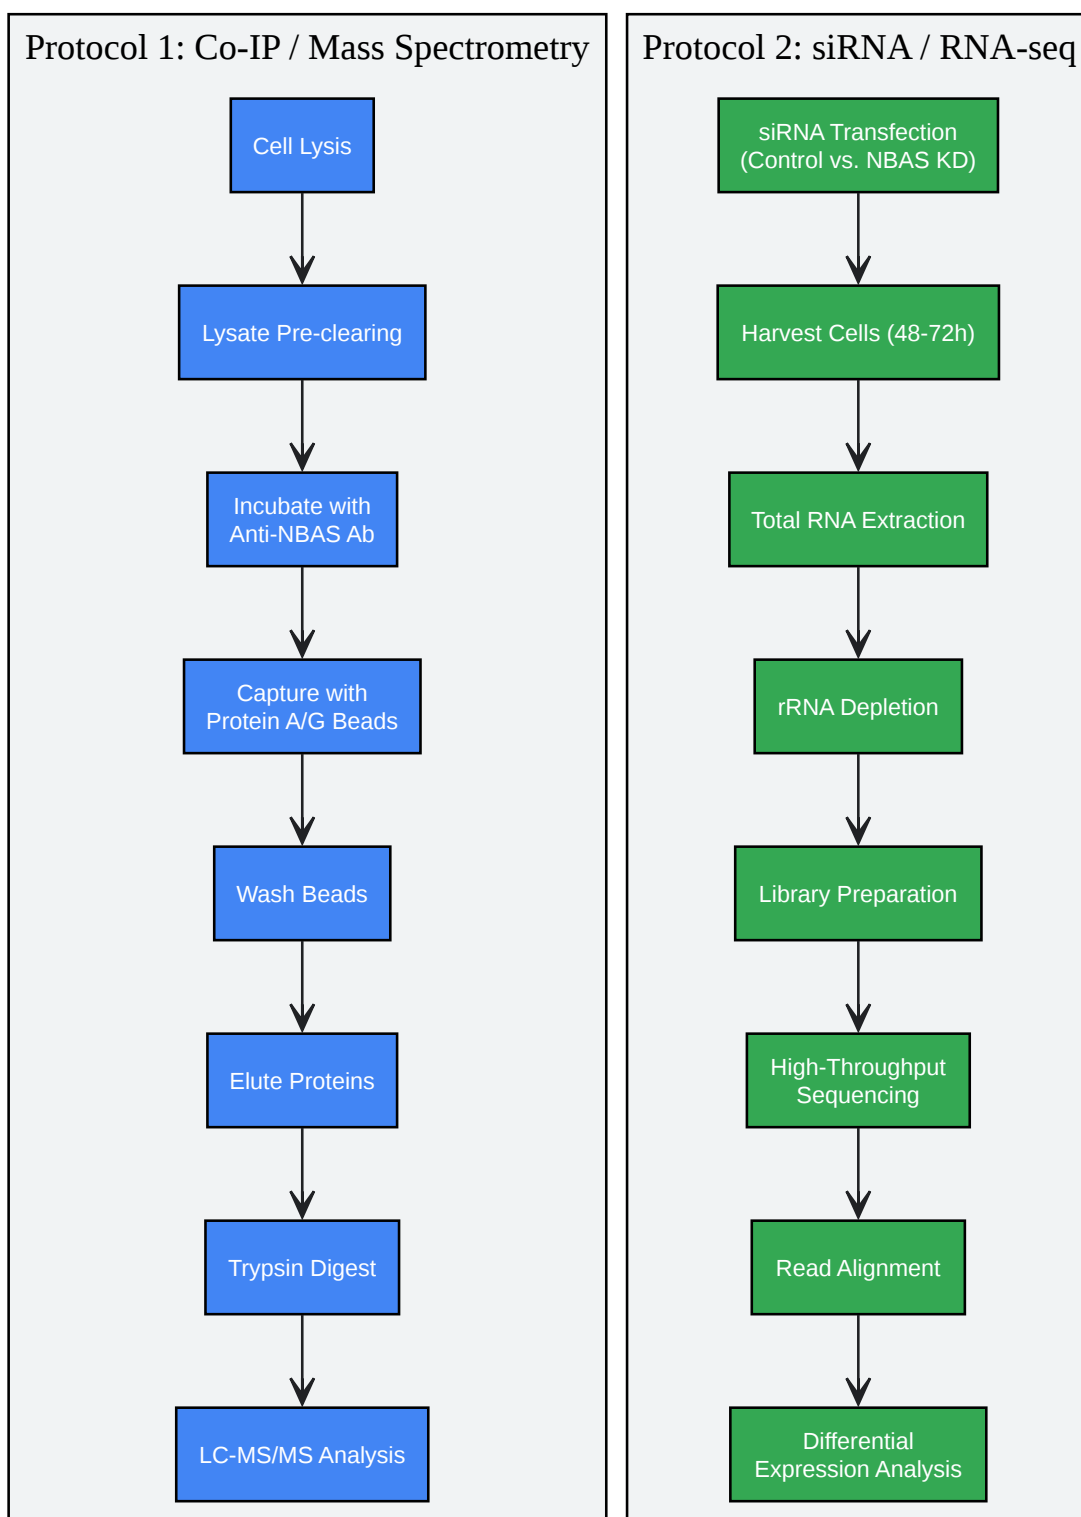 Protocol 1: Co-IP / Mass Spectrometry
Cell Lysis
Lysate Pre-clearing
Incubate with
Anti-NBAS Ab
Capture with
Protein A/G Beads
Wash Beads
Elute Proteins
Trypsin Digest
LC-MS/MS Analysis
Protocol 2: siRNA / RNA-seq
siRNA Transfection
(Control vs. NBAS KD)
Harvest Cells (48-72h)
Total RNA Extraction
rRNA Depletion
Library Preparation
High-Throughput
Sequencing
Read Alignment
Differential
Expression Analysis